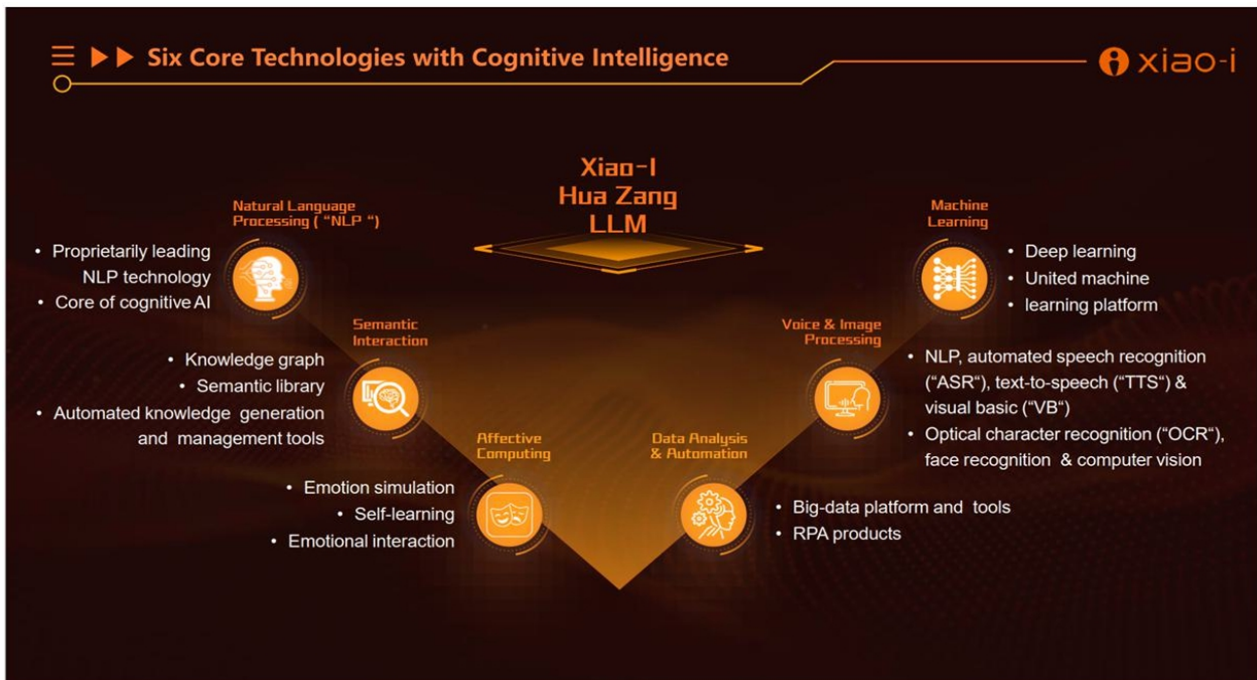 Six Core Technologies with Cognitive Intelligence
xiao-i
Xiao-I
Hua Zang
LLM
Natural Language
Processing ( “NLP “)
• Proprietarily leading
NLP technology
• Core of cognitive AI
Semantic
Interaction
• Knowledge graph
• Semantic library
• Automated knowledge generation
and management tools
Affective
Computing
• Emotion simulation
• Self-learning
• Emotional interaction
Machine
Learning
• Deep learning
• United machine
• learning platform
Voice & Image
Processing
• NLP, automated speech recognition
(“ASR“), text-to-speech (“TTS“) &
visual basic (“VB“)
• Optical character recognition (“OCR“),
face recognition & computer vision
Data Analysis
& Automation
• Big-data platform and tools
• RPA products